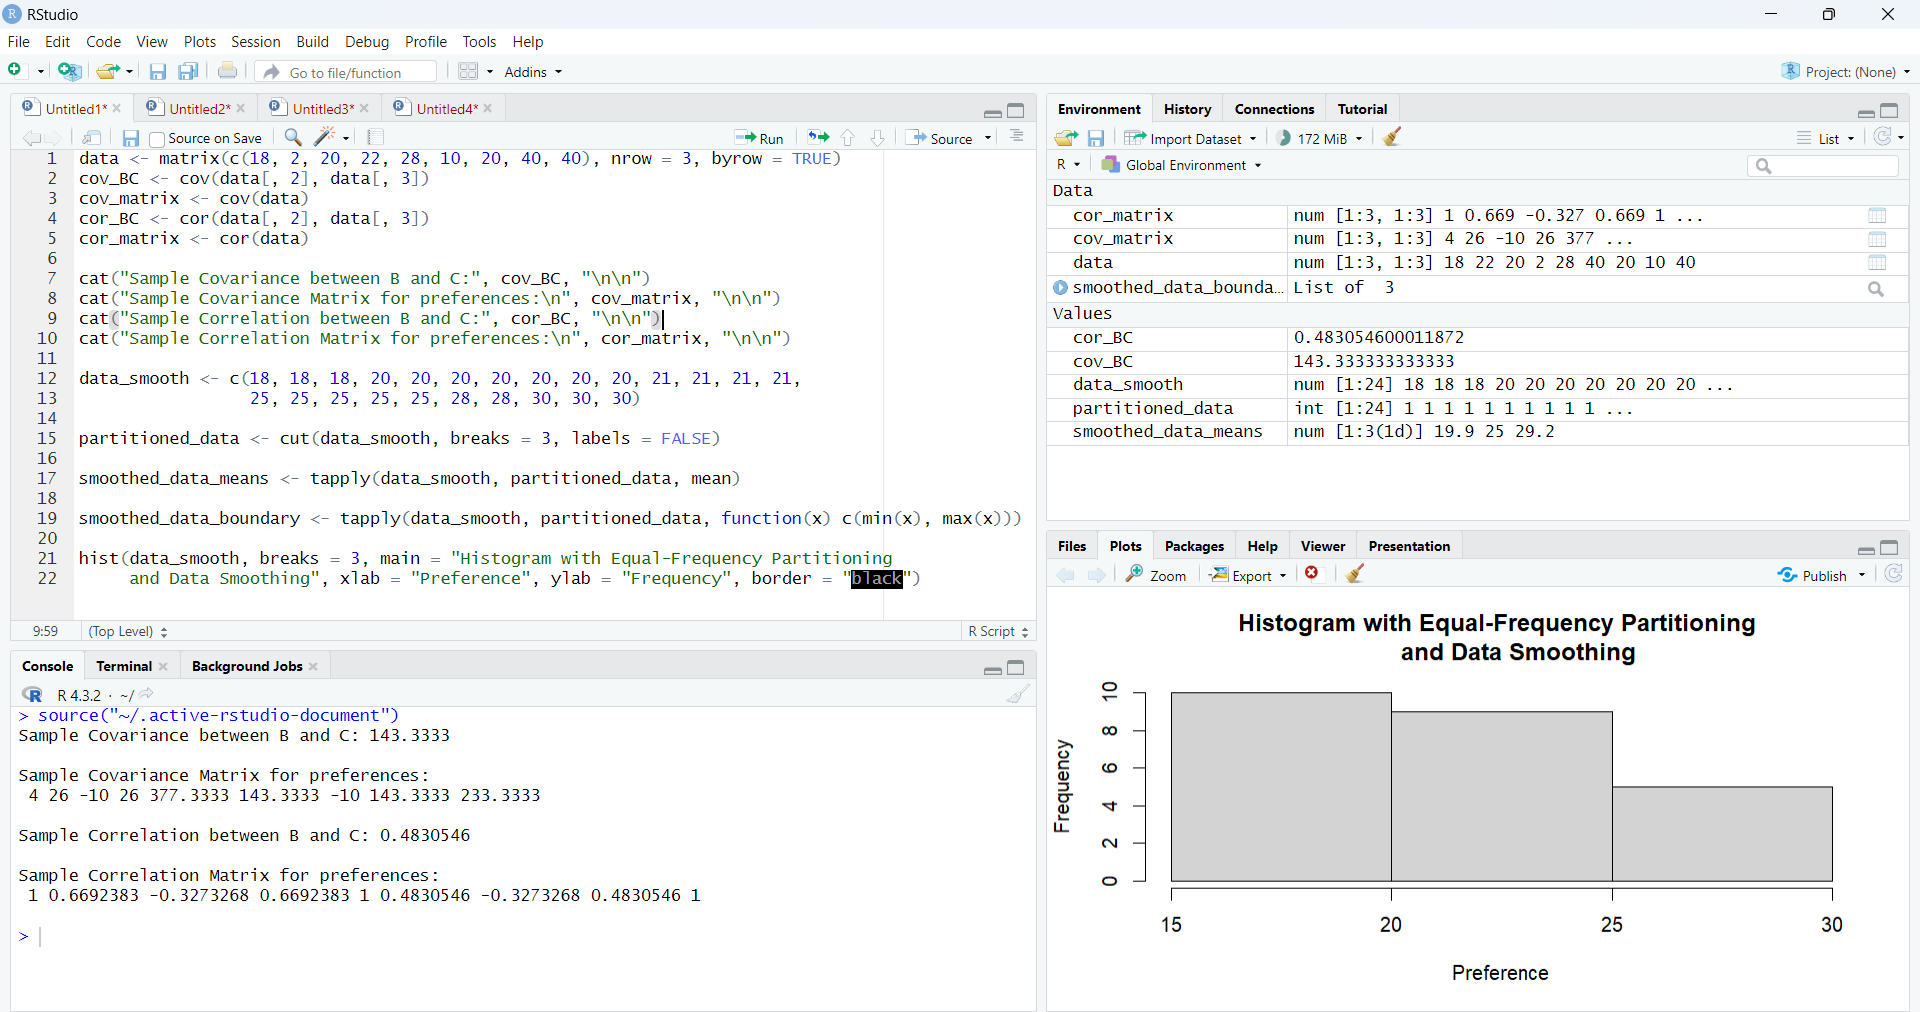 RStudio
File Edit Code View Plots Session Build Debug Profile Tools Help
Go to file/function Addins Project: (None)
Untitled1* Untitled2* Untitled3* Untitled4*
Source on Save Run Source
1 data <- matrix(c(18, 2, 20, 22, 28, 10, 20, 40, 40), nrow = 3, byrow = TRUE)
2 cov_BC <- cov(data[, 2], data[, 3])
3 cov_matrix <- cov(data)
4 cor_BC <- cor(data[, 2], data[, 3])
5 cor_matrix <- cor(data)
6
7 cat("Sample Covariance between B and C:", cov_BC, "\n\n")
8 cat("Sample Covariance Matrix for preferences:\n", cov_matrix, "\n\n")
9 cat("Sample Correlation between B and C:", cor_BC, "\n\n")
10 cat("Sample Correlation Matrix for preferences:\n", cor_matrix, "\n\n")
11
12 data_smooth <- c(18, 18, 18, 20, 20, 20, 20, 20, 20, 20, 21, 21, 21, 21,
13 25, 25, 25, 25, 25, 28, 28, 30, 30, 30)
14
15 partitioned_data <- cut(data_smooth, breaks = 3, labels = FALSE)
16
17 smoothed_data_means <- tapply(data_smooth, partitioned_data, mean)
18
19 smoothed_data_boundary <- tapply(data_smooth, partitioned_data, function(x) c(min(x), max(x)))
20
21 hist(data_smooth, breaks = 3, main = "Histogram with Equal-Frequency Partitioning
22 and Data Smoothing", xlab = "Preference", ylab = "Frequency", border = "black")
9:59 (Top Level) R Script
Console Terminal Background Jobs
R 4.3.2 · ~/
> source("~/.active-rstudio-document")
Sample Covariance between B and C: 143.3333
Sample Covariance Matrix for preferences:
4 26 -10 26 377.3333 143.3333 -10 143.3333 233.3333
Sample Correlation between B and C: 0.4830546
Sample Correlation Matrix for preferences:
1 0.6692383 -0.3273268 0.6692383 1 0.4830546 -0.3273268 0.4830546 1
>
Environment History Connections Tutorial
Import Dataset 172 MiB List
R Global Environment
Data
cor_matrix num [1:3, 1:3] 1 0.669 -0.327 0.669 1 ...
cov_matrix num [1:3, 1:3] 4 26 -10 26 377 ...
data num [1:3, 1:3] 18 22 20 2 28 40 20 10 40
smoothed_data_bounda... List of 3
Values
cor_BC 0.483054600011872
cov_BC 143.333333333333
data_smooth num [1:24] 18 18 18 20 20 20 20 20 20 20 ...
partitioned_data int [1:24] 1 1 1 1 1 1 1 1 1 1 ...
smoothed_data_means num [1:3(1d)] 19.9 25 29.2
Files Plots Packages Help Viewer Presentation
Zoom Export Publish
Histogram with Equal-Frequency Partitioning
and Data Smoothing
Frequency
10
8
6
4
2
0
15 20 25 30
Preference